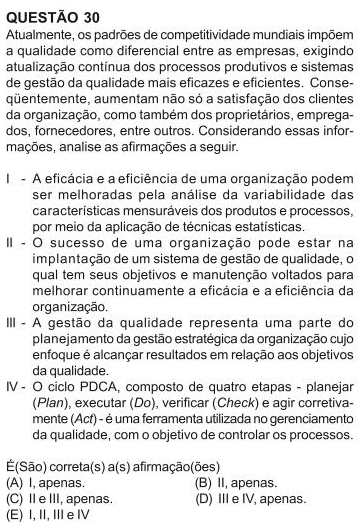 QUESTÃO 30
Atualmente, os padrões de competitividade mundiais impõem
a qualidade como diferencial entre as empresas, exigindo
atualização contínua dos processos produtivos e sistemas
de gestão da qualidade mais eficazes e eficientes. Conse-
qüentemente, aumentam não só a satisfação dos clientes
da organização, como também dos proprietários, emprega-
dos, fornecedores, entre outros. Considerando essas infor-
mações, analise as afirmações a seguir.
I - A eficácia e a eficiência de uma organização podem
ser melhoradas pela análise da variabilidade das
características mensuráveis dos produtos e processos,
por meio da aplicação de técnicas estatísticas.
II - O sucesso de uma organização pode estar na
implantação de um sistema de gestão de qualidade, o
qual tem seus objetivos e manutenção voltados para
melhorar continuamente a eficácia e a eficiência da
organização.
III - A gestão da qualidade representa uma parte do
planejamento da gestão estratégica da organização cujo
enfoque é alcançar resultados em relação aos objetivos
da qualidade.
IV - O ciclo PDCA, composto de quatro etapas - planejar
(Plan), executar (Do), verificar (Check) e agir corretiva-
mente (Act) - é uma ferramenta utilizada no gerenciamento
da qualidade, com o objetivo de controlar os processos.
É(São) correta(s) a(s) afirmação(ões)
(A) I, apenas. (B) II, apenas.
(C) II e III, apenas. (D) III e IV, apenas.
(E) I, II, III e IV